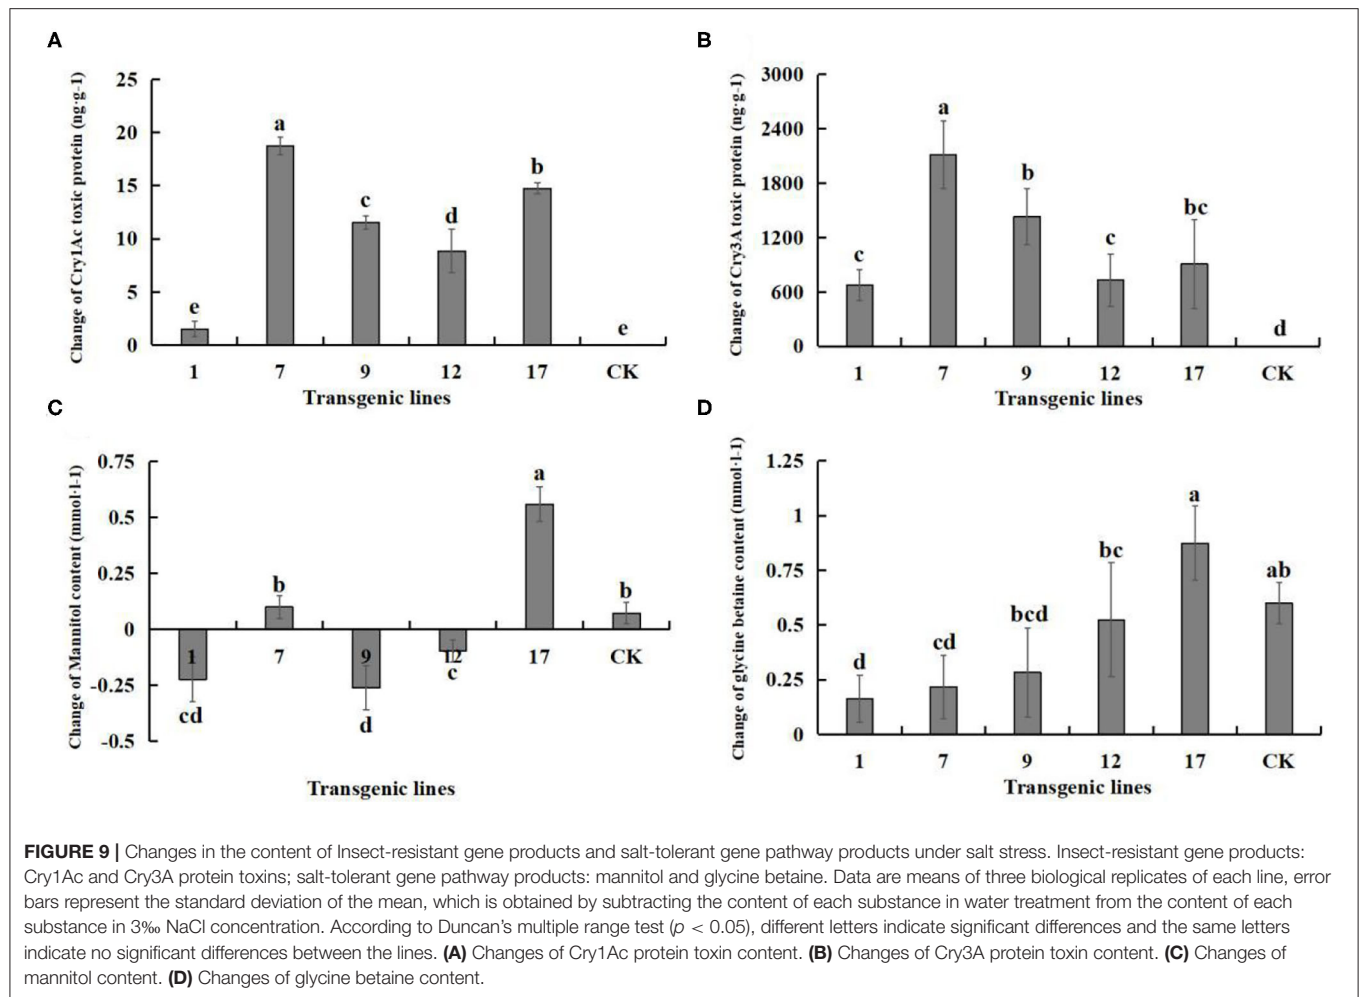 A
Change of Cry1Ac toxic protein (ng·g-1)
25
20
15
10
5
0
e
a
c
d
b
e
1 7 9 12 17 CK
Transgenic lines
B
Change of Cry3A toxic protein (ng·g-1)
3000
2400
1800
1200
600
0
c
a
b
c
bc
d
1 7 9 12 17 CK
Transgenic lines
C
Change of Mannitol content (mmol·l-1)
0.75
0.5
0.25
0
-0.25
-0.5
cd
b
d
c
a
b
1 7 9 12 17 CK
Transgenic lines
D
Change of glycine betaine content (mmol·l-1)
1.25
1
0.75
0.5
0.25
0
d
cd
bcd
bc
a
ab
1 7 9 12 17 CK
Transgenic lines
FIGURE 9 | Changes in the content of Insect-resistant gene products and salt-tolerant gene pathway products under salt stress. Insect-resistant gene products:
Cry1Ac and Cry3A protein toxins; salt-tolerant gene pathway products: mannitol and glycine betaine. Data are means of three biological replicates of each line, error
bars represent the standard deviation of the mean, which is obtained by subtracting the content of each substance in water treatment from the content of each
substance in 3‰ NaCl concentration. According to Duncan's multiple range test (p < 0.05), different letters indicate significant differences and the same letters
indicate no significant differences between the lines. (A) Changes of Cry1Ac protein toxin content. (B) Changes of Cry3A protein toxin content. (C) Changes of
mannitol content. (D) Changes of glycine betaine content.